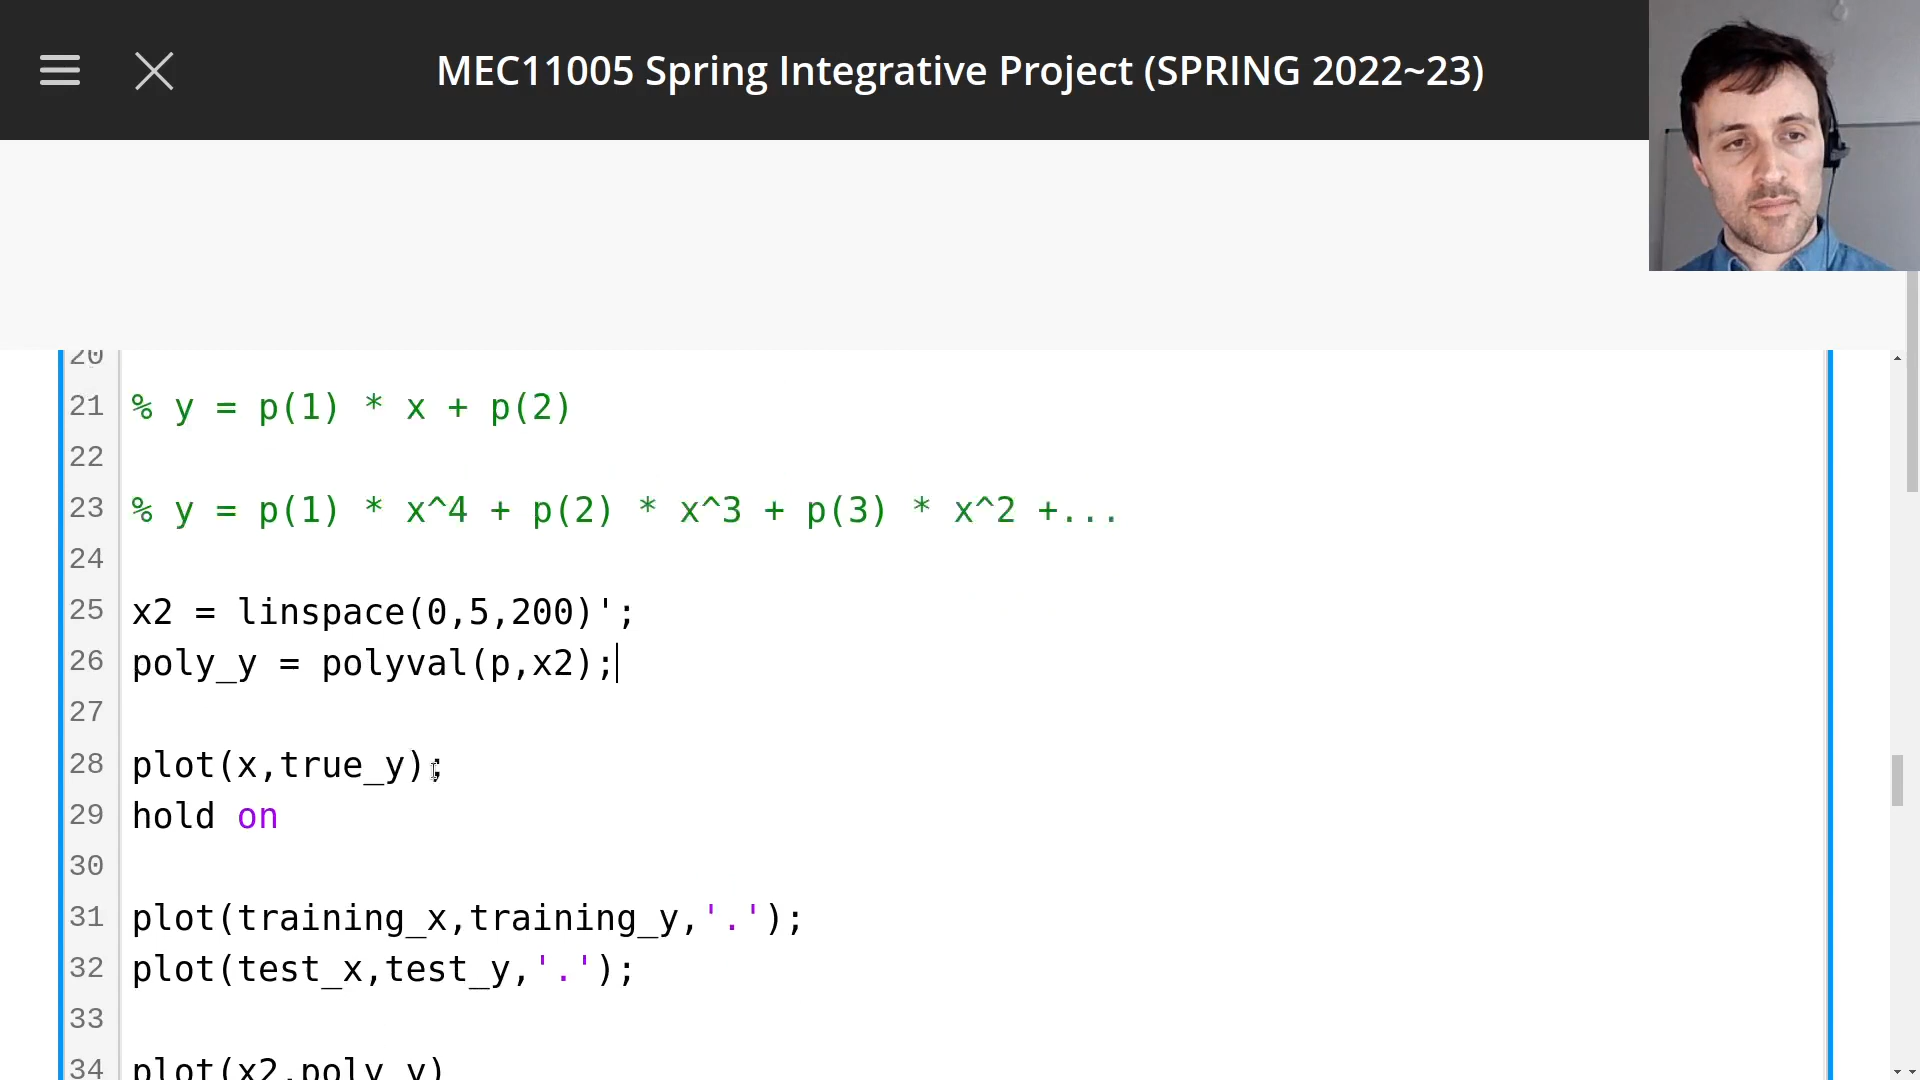 MEC11005 Spring Integrative Project (SPRING 2022~23)
20
21 % y = p(1) * x + p(2)
22
23 % y = p(1) * x^4 + p(2) * x^3 + p(3) * x^2 +...
24
25 x2 = linspace(0,5,200)';
26 poly_y = polyval(p,x2);
27
28 plot(x,true_y);
29 hold on
30
31 plot(training_x,training_y,'.');
32 plot(test_x,test_y,'.');
33
34 plot(x2,poly_y)